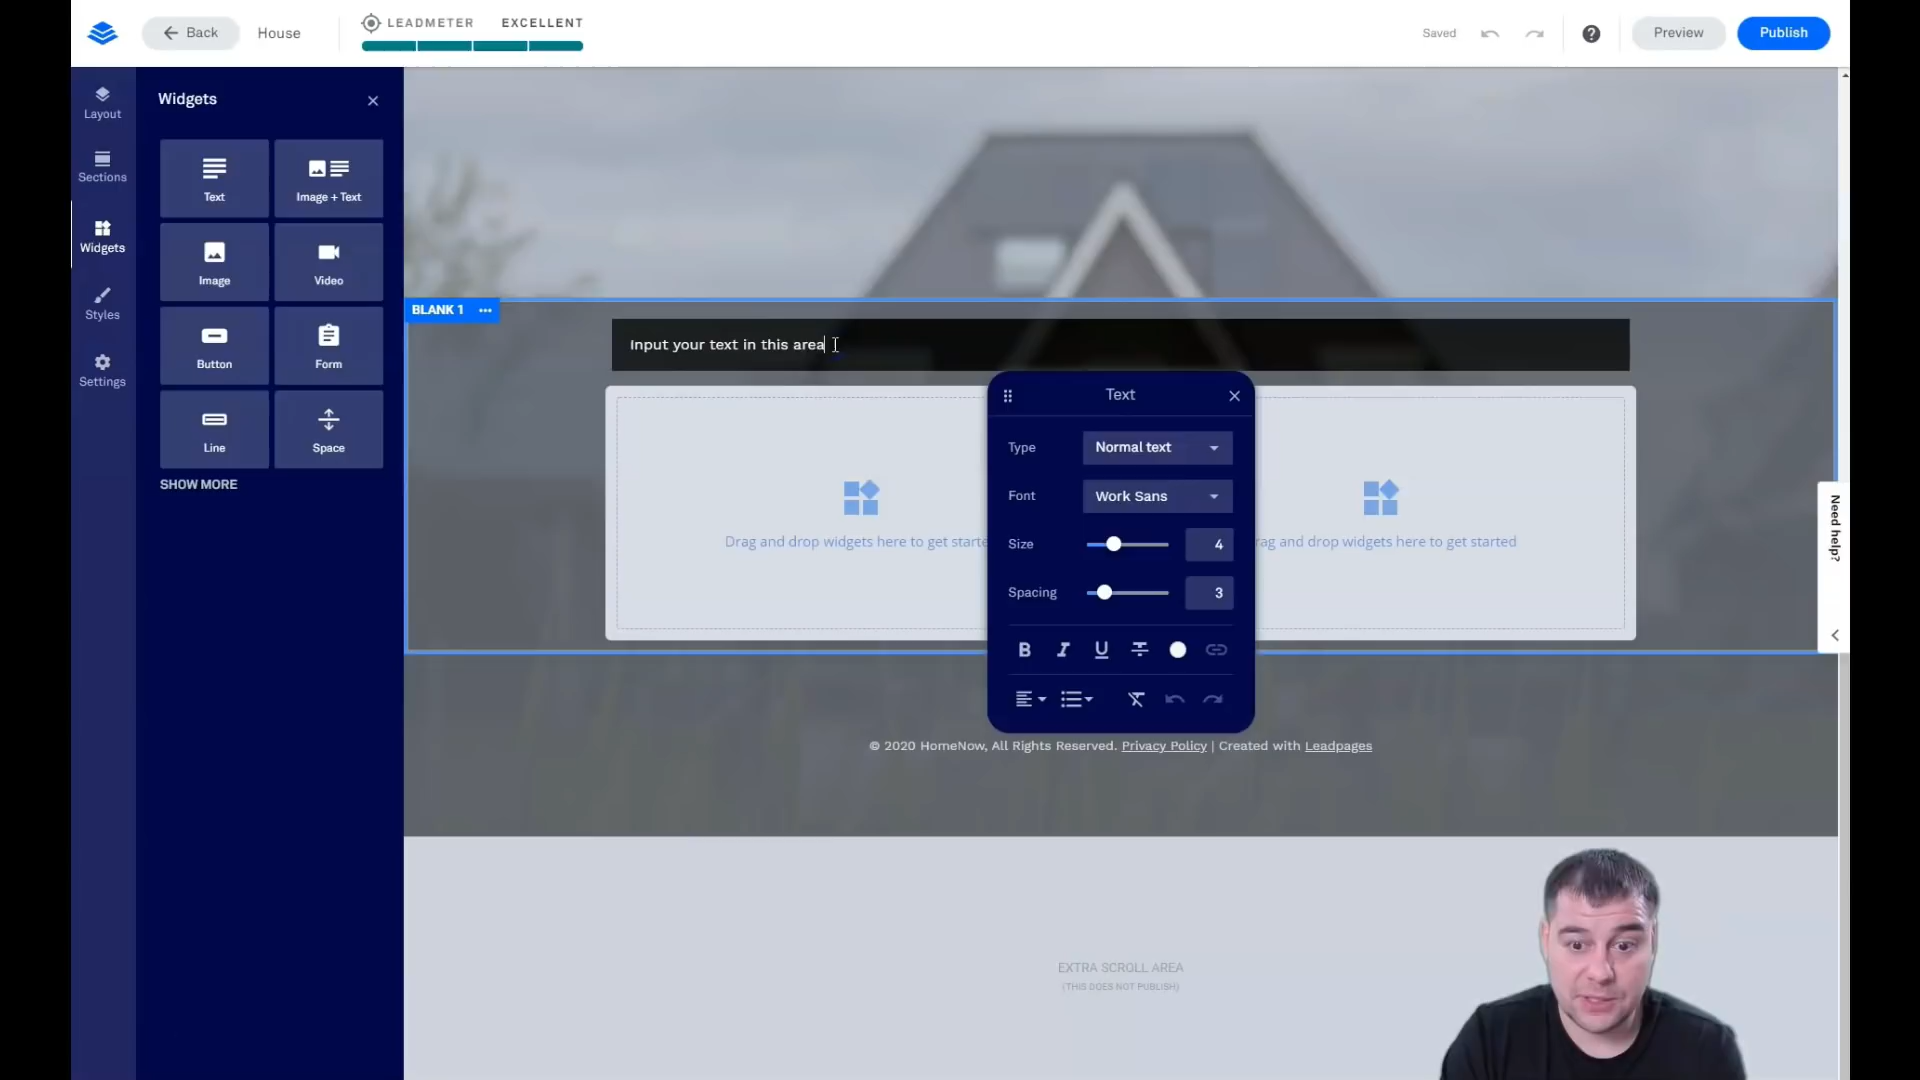 Back
House
LEADMETER EXCELLENT
Saved
Preview
Publish
Layout
Sections
Widgets
Styles
Settings
Widgets
Text
Image + Text
Image
Video
Button
Form
Line
Space
SHOW MORE
BLANK 1
Input your text in this area
Drag and drop widgets here to get starte
rag and drop widgets here to get started
Text
Type Normal text
Font Work Sans
Size 4
Spacing 3
B I U
Need help?
© 2020 HomeNow, All Rights Reserved. Privacy Policy | Created with Leadpages
EXTRA SCROLL AREA
(THIS DOES NOT PUBLISH)